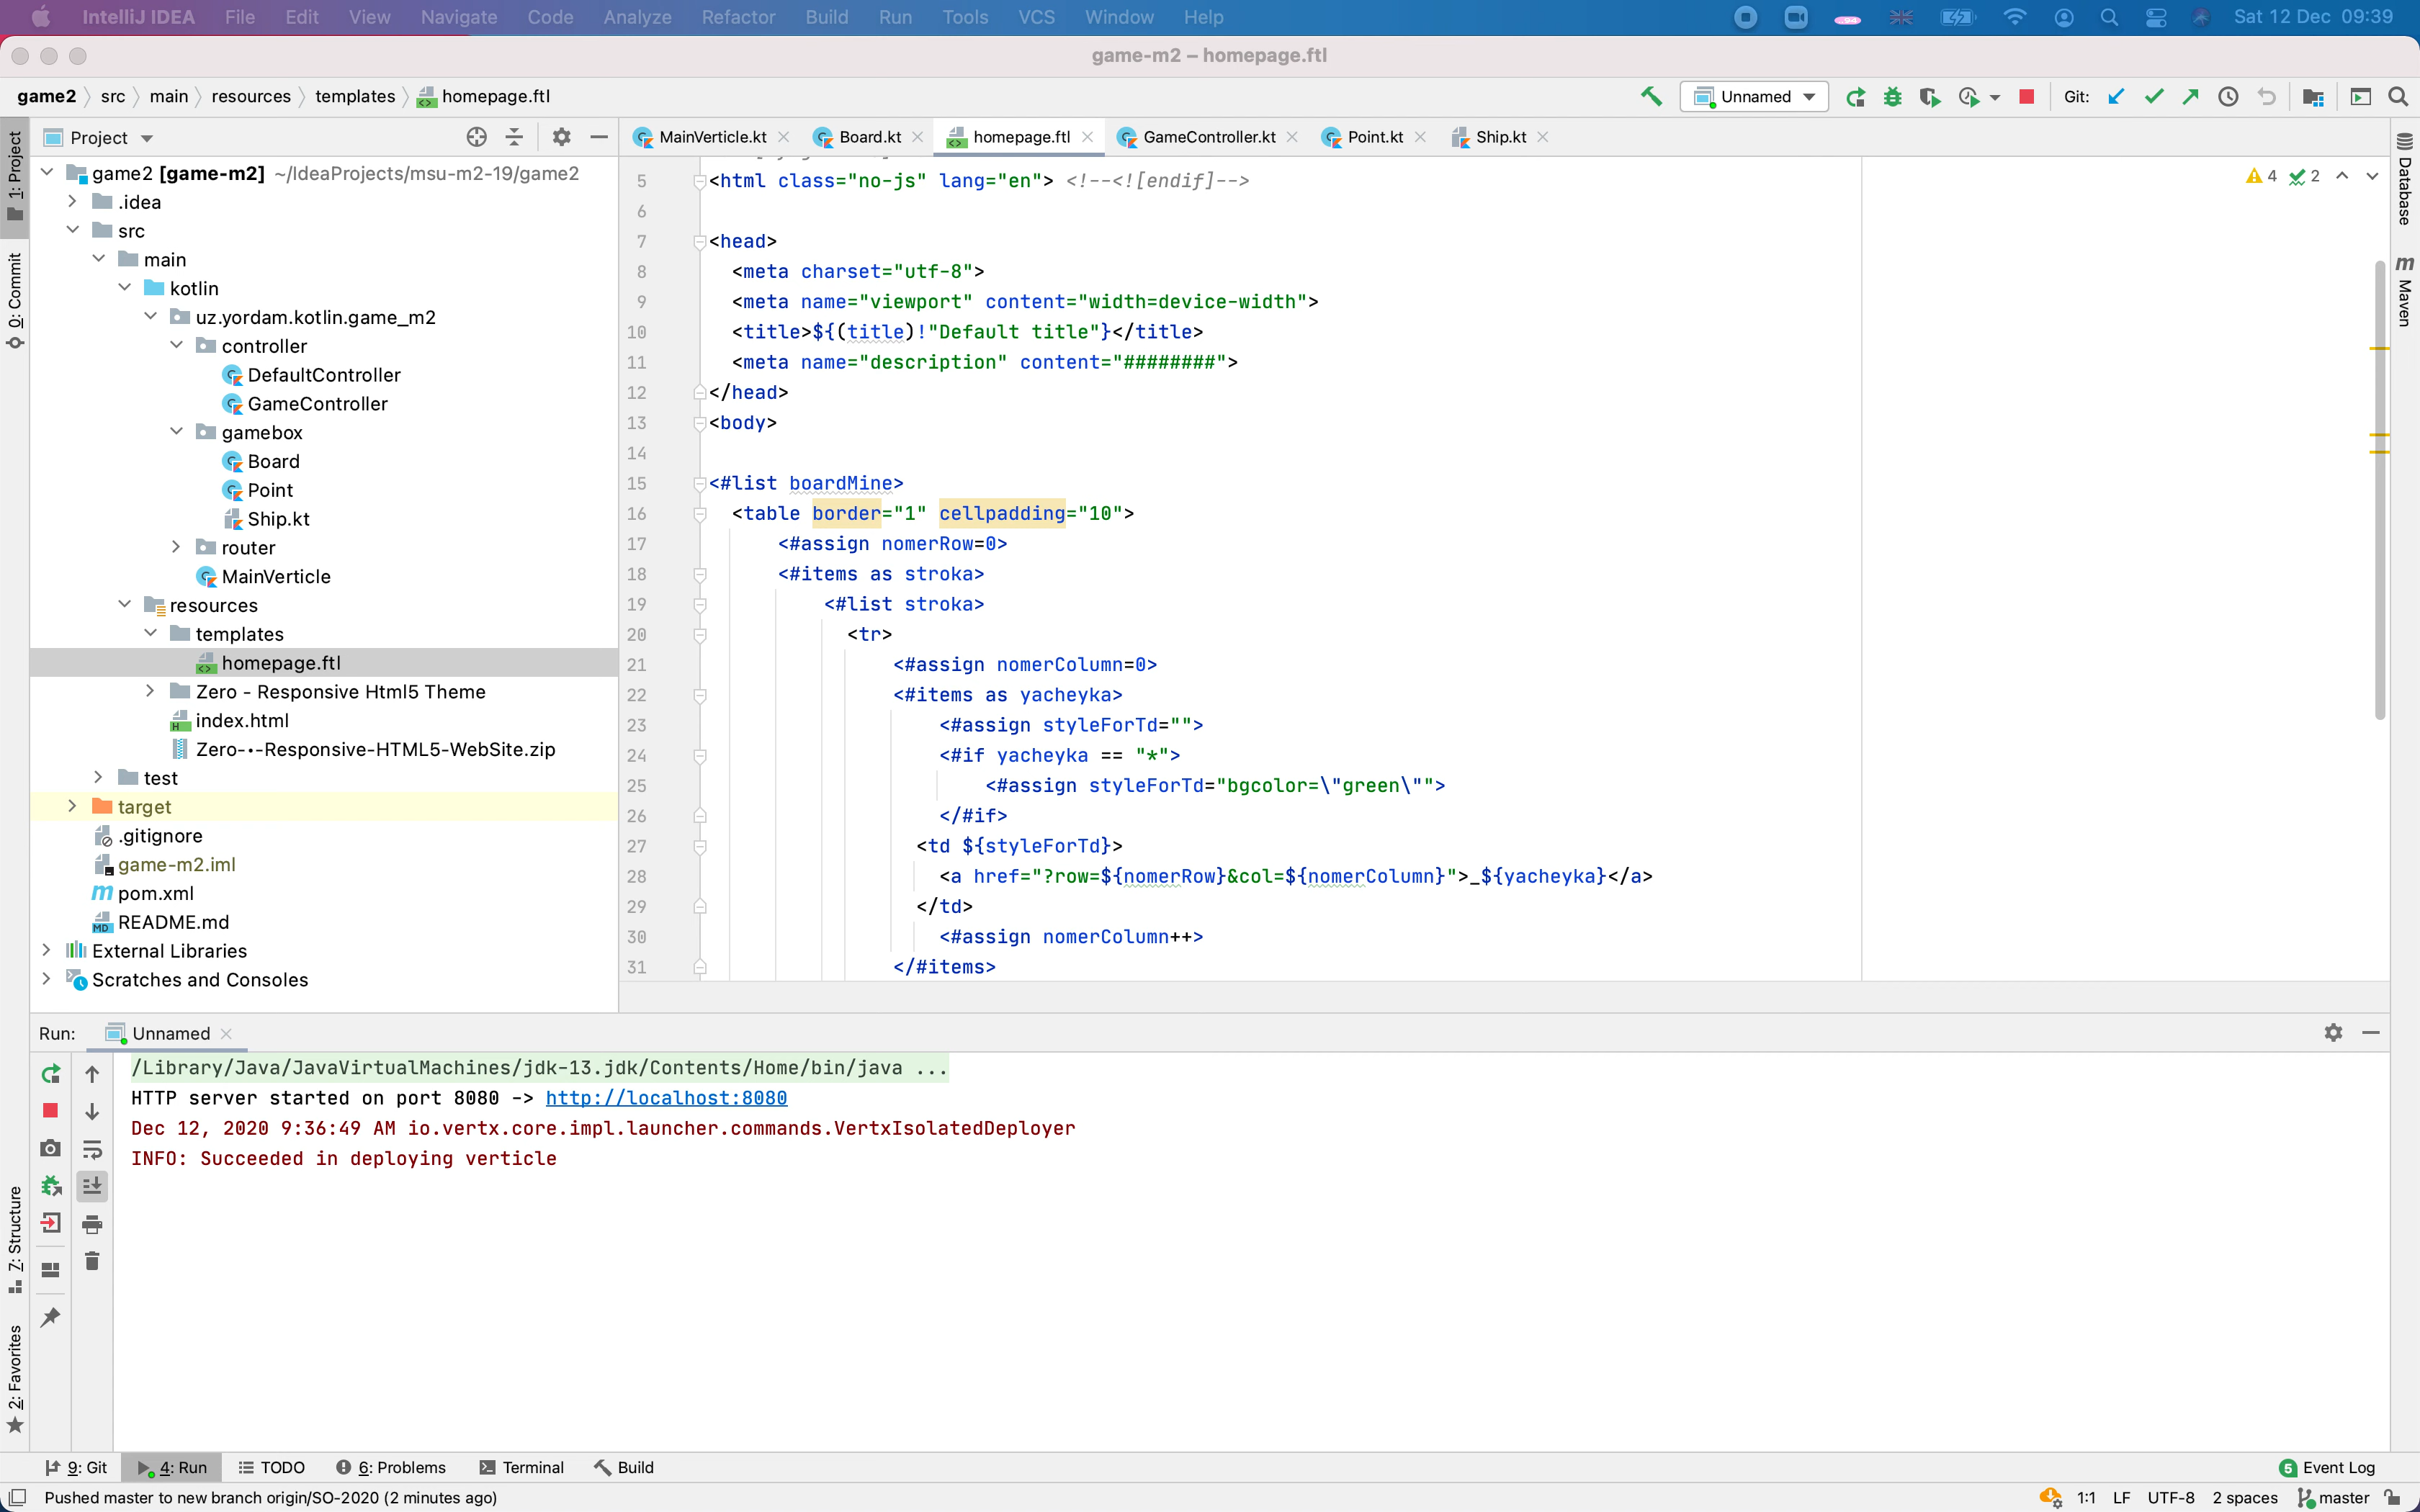 IntelliJ IDEA File Edit View Navigate Code Analyze Refactor Build Run Tools VCS Window Help Sat 12 Dec 09:39
game-m2 – homepage.ftl
game2 src main resources templates homepage.ftl Unnamed Git:
Project
MainVerticle.kt Board.kt homepage.ftl GameController.kt Point.kt Ship.kt
1: Project
0: Commit
7: Structure
2: Favorites
game2 [game-m2] ~/IdeaProjects/msu-m2-19/game2
.idea
src
main
kotlin
uz.yordam.kotlin.game_m2
controller
DefaultController
GameController
gamebox
Board
Point
Ship.kt
router
MainVerticle
resources
templates
homepage.ftl
Zero - Responsive Html5 Theme
index.html
Zero-•-Responsive-HTML5-WebSite.zip
test
target
.gitignore
game-m2.iml
pom.xml
README.md
External Libraries
Scratches and Consoles
4 2
5 <html class="no-js" lang="en"> <!--<![endif]-->
6
7 <head>
8 <meta charset="utf-8">
9 <meta name="viewport" content="width=device-width">
10 <title>${(title)!"Default title"}</title>
11 <meta name="description" content="########">
12 </head>
13 <body>
14
15 <#list boardMine>
16 <table border="1" cellpadding="10">
17 <#assign nomerRow=0>
18 <#items as stroka>
19 <#list stroka>
20 <tr>
21 <#assign nomerColumn=0>
22 <#items as yacheyka>
23 <#assign styleForTd="">
24 <#if yacheyka == "*">
25 <#assign styleForTd="bgcolor=\"green\"">
26 </#if>
27 <td ${styleForTd}>
28 <a href="?row=${nomerRow}&col=${nomerColumn}">_${yacheyka}</a>
29 </td>
30 <#assign nomerColumn++>
31 </#items>
Database
Maven
Run: Unnamed
/Library/Java/JavaVirtualMachines/jdk-13.jdk/Contents/Home/bin/java ...
HTTP server started on port 8080 -> http://localhost:8080
Dec 12, 2020 9:36:49 AM io.vertx.core.impl.launcher.commands.VertxIsolatedDeployer
INFO: Succeeded in deploying verticle
9: Git 4: Run TODO 6: Problems Terminal Build 5 Event Log
Pushed master to new branch origin/SO-2020 (2 minutes ago) 1:1 LF UTF-8 2 spaces master